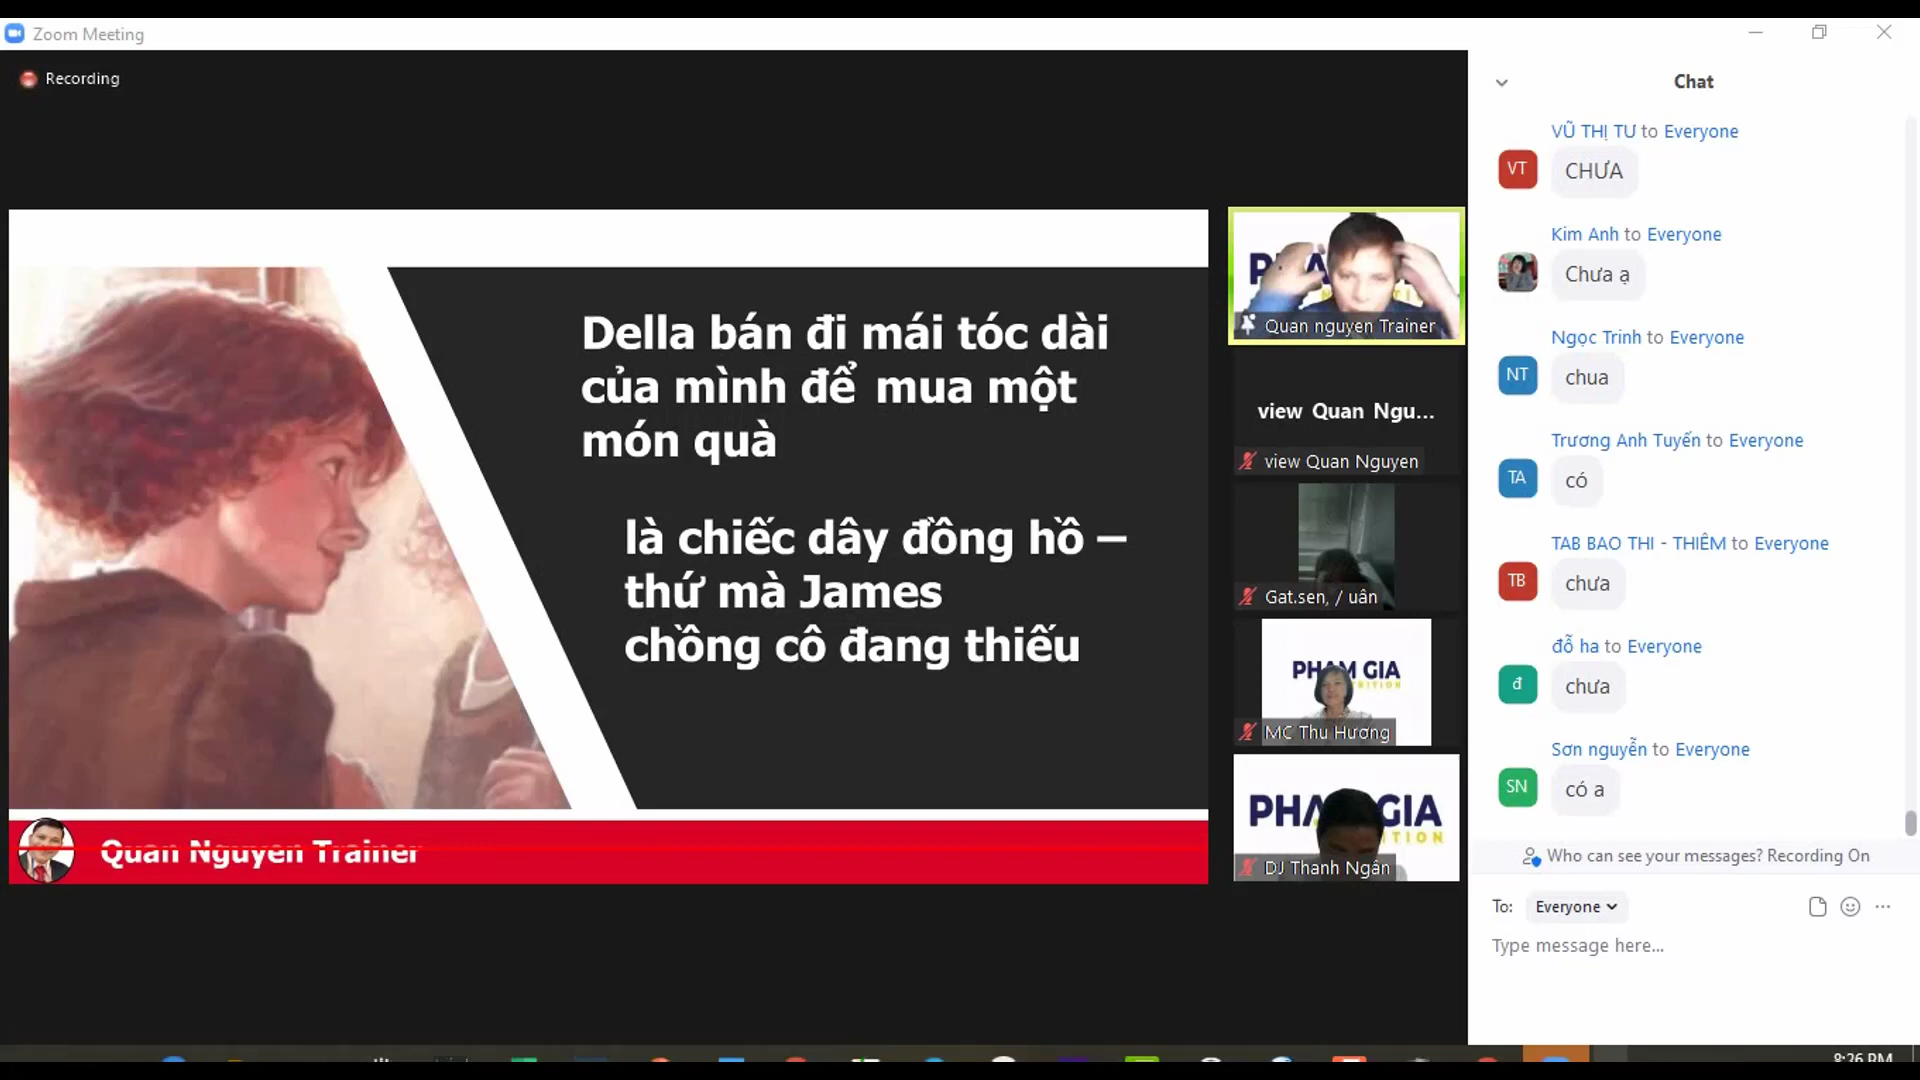 Zoom Meeting
Recording
Della bán đi mái tóc dài
của mình để mua một
món quà
là chiếc dây đồng hồ –
thứ mà James
chồng cô đang thiếu
Quan Nguyen Trainer
Quan nguyen Trainer
view Quan Ngu...
view Quan Nguyen
Gat.sen, / uân
PHAM GIA
MC Thu Hương
DJ Thanh Ngân
Chat
VŨ THỊ TƯ to Everyone
VT
CHƯA
Kim Anh to Everyone
Chưa ạ
Ngọc Trinh to Everyone
NT
chua
Trương Anh Tuyến to Everyone
TA
có
TAB BAO THI - THIÊM to Everyone
TB
chưa
đỗ ha to Everyone
đ
chưa
Sơn nguyễn to Everyone
SN
có a
Who can see your messages? Recording On
To: Everyone
Type message here...
8:26 PM